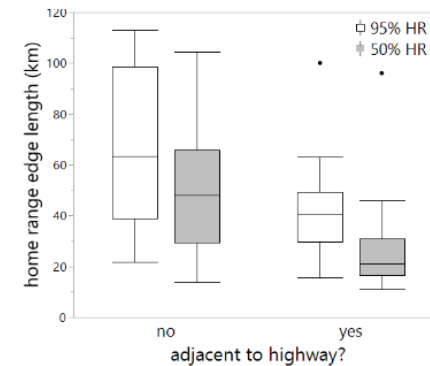 120
100
80
60
40
20
0
home range edge length (km)
95% HR
50% HR
no
yes
adjacent to highway?